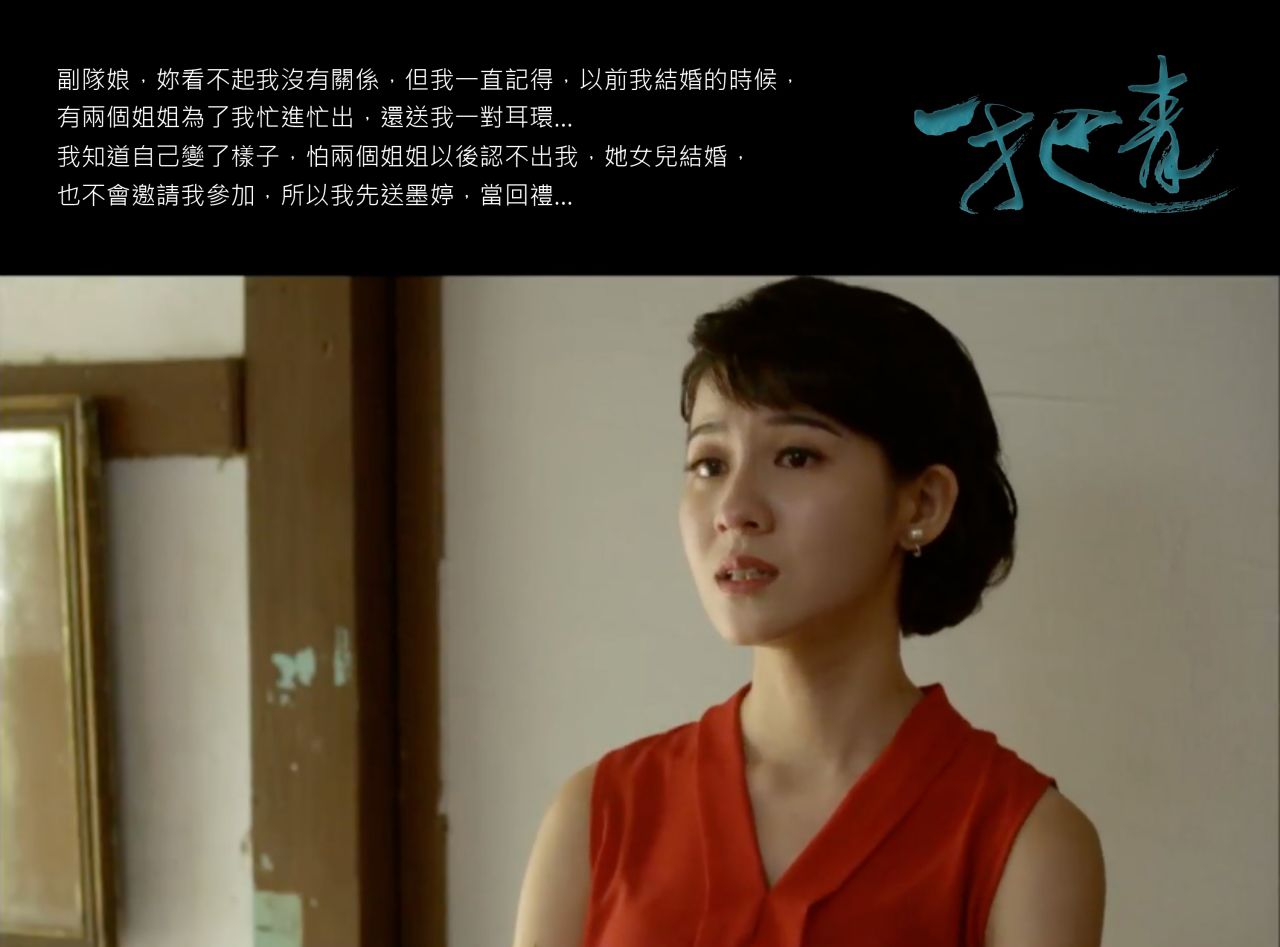 副隊娘，妳看不起我沒有關係，但我一直記得，以前我結婚的時候，
有兩個姐姐為了我忙進忙出，還送我一對耳環...
我知道自己變了樣子，怕兩個姐姐以後認不出我，她女兒結婚，
也不會邀請我參加，所以我先送墨婷，當回禮...
一把青